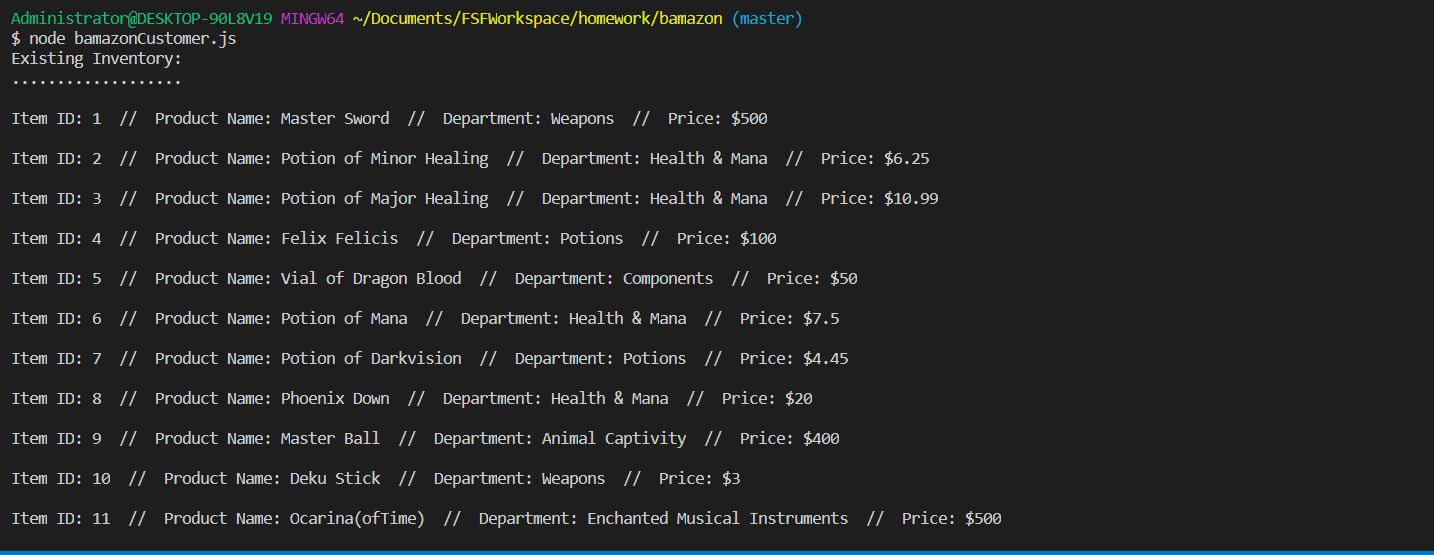 Administrator@DESKTOP-90L8V19 MINGW64 ~/Documents/FSFWorkspace/homework/bamazon (master)
$ node bamazonCustomer.js
Existing Inventory:
...................
Item ID: 1  //  Product Name: Master Sword  //  Department: Weapons  //  Price: $500
Item ID: 2  //  Product Name: Potion of Minor Healing  //  Department: Health & Mana  //  Price: $6.25
Item ID: 3  //  Product Name: Potion of Major Healing  //  Department: Health & Mana  //  Price: $10.99
Item ID: 4  //  Product Name: Felix Felicis  //  Department: Potions  //  Price: $100
Item ID: 5  //  Product Name: Vial of Dragon Blood  //  Department: Components  //  Price: $50
Item ID: 6  //  Product Name: Potion of Mana  //  Department: Health & Mana  //  Price: $7.5
Item ID: 7  //  Product Name: Potion of Darkvision  //  Department: Potions  //  Price: $4.45
Item ID: 8  //  Product Name: Phoenix Down  //  Department: Health & Mana  //  Price: $20
Item ID: 9  //  Product Name: Master Ball  //  Department: Animal Captivity  //  Price: $400
Item ID: 10  //  Product Name: Deku Stick  //  Department: Weapons  //  Price: $3
Item ID: 11  //  Product Name: Ocarina(ofTime)  //  Department: Enchanted Musical Instruments  //  Price: $500